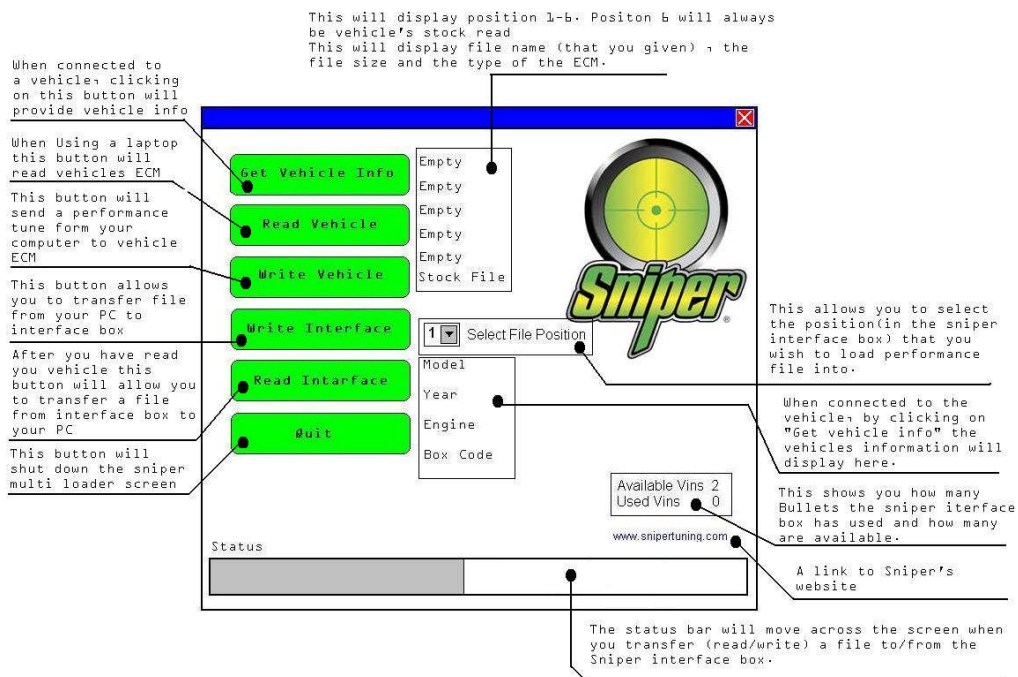 This will display position 1-6. Positon 6 will always
be vehicle's stock read
This will display file name (that you given) , the
file size and the type of the ECM.
When connected to
a vehicle, clicking
on this button will
provide vehicle info
When Using a laptop
this button will
read vehicles ECM
This button will
send a performance
tune form your
computer to vehicle
ECM
This button allows
you to transfer file
from your PC to
interface box
After you have read
you vehicle this
button will allow you
to transfer a file
from interface box to
your PC
This button will
shut down the sniper
multi loader screen
Get Vehicle Info
Read Vehicle
Write Vehicle
Write Interface
Read Intarface
Quit
Empty
Empty
Empty
Empty
Empty
Stock File
1 Select File Position
Model
Year
Engine
Box Code
Sniper
®
Available Vins 2
Used Vins 0
www.snipertuning.com
Status
This allows you to select
the position(in the sniper
interface box) that you
wish to load performance
file into.
When connected to the
vehicle, by clicking on
"Get vehicle info" the
vehicles information will
display here.
This shows you how many
Bullets the sniper iterface
box has used and how many
are available.
A link to Sniper's
website
The status bar will move across the screen when
you transfer (read/write) a file to/from the
Sniper interface box.